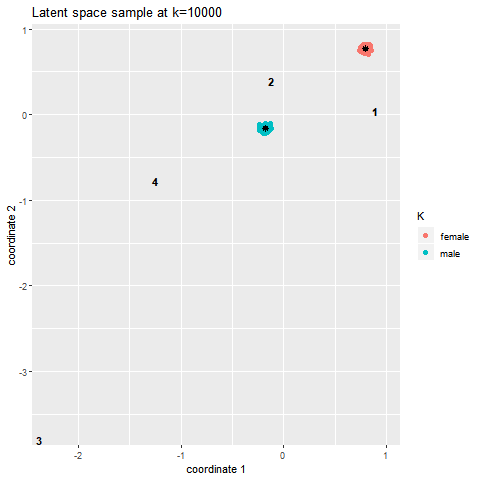 Latent space sample at k=10000
1
0
-1
-2
-3
coordinate 2
2
1
4
3
-2
-1
0
1
coordinate 1
K
female
male